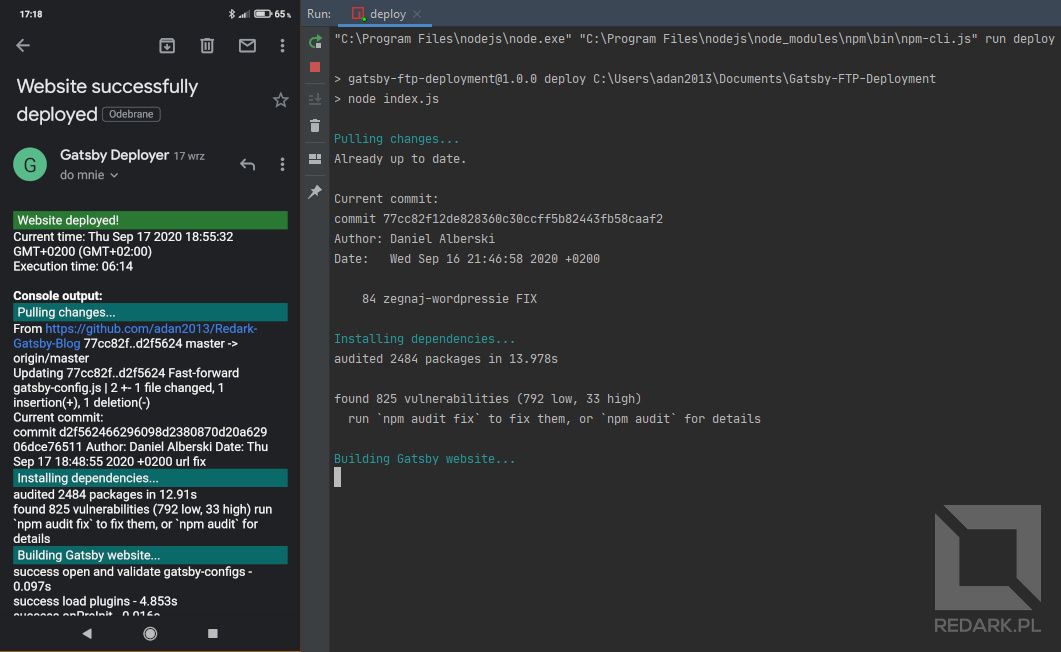 17:18
65%
Website successfully
deployed Odebrane
G
Gatsby Deployer 17 wrz
do mnie
Website deployed!
Current time: Thu Sep 17 2020 18:55:32
GMT+0200 (GMT+02:00)
Execution time: 06:14
Console output:
Pulling changes...
From https://github.com/adan2013/Redark-
Gatsby-Blog 77cc82f..d2f5624 master ->
origin/master
Updating 77cc82f..d2f5624 Fast-forward
gatsby-config.js | 2 +- 1 file changed, 1
insertion(+), 1 deletion(-)
Current commit:
commit d2f562466296098d2380870d20a629
06dce76511 Author: Daniel Alberski Date: Thu
Sep 17 18:48:55 2020 +0200 url fix
Installing dependencies...
audited 2484 packages in 12.91s
found 825 vulnerabilities (792 low, 33 high) run
`npm audit fix` to fix them, or `npm audit` for
details
Building Gatsby website...
success open and validate gatsby-configs -
0.097s
success load plugins - 4.853s
success onPreInit - 0.016s
Run: deploy
"C:\Program Files\nodejs\node.exe" "C:\Program Files\nodejs\node_modules\npm\bin\npm-cli.js" run deploy
> gatsby-ftp-deployment@1.0.0 deploy C:\Users\adan2013\Documents\Gatsby-FTP-Deployment
> node index.js
Pulling changes...
Already up to date.
Current commit:
commit 77cc82f12de828360c30ccff5b82443fb58caaf2
Author: Daniel Alberski
Date:   Wed Sep 16 21:46:58 2020 +0200
84 zegnaj-wordpressie FIX
Installing dependencies...
audited 2484 packages in 13.978s
found 825 vulnerabilities (792 low, 33 high)
run `npm audit fix` to fix them, or `npm audit` for details
Building Gatsby website...
REDARK.PL